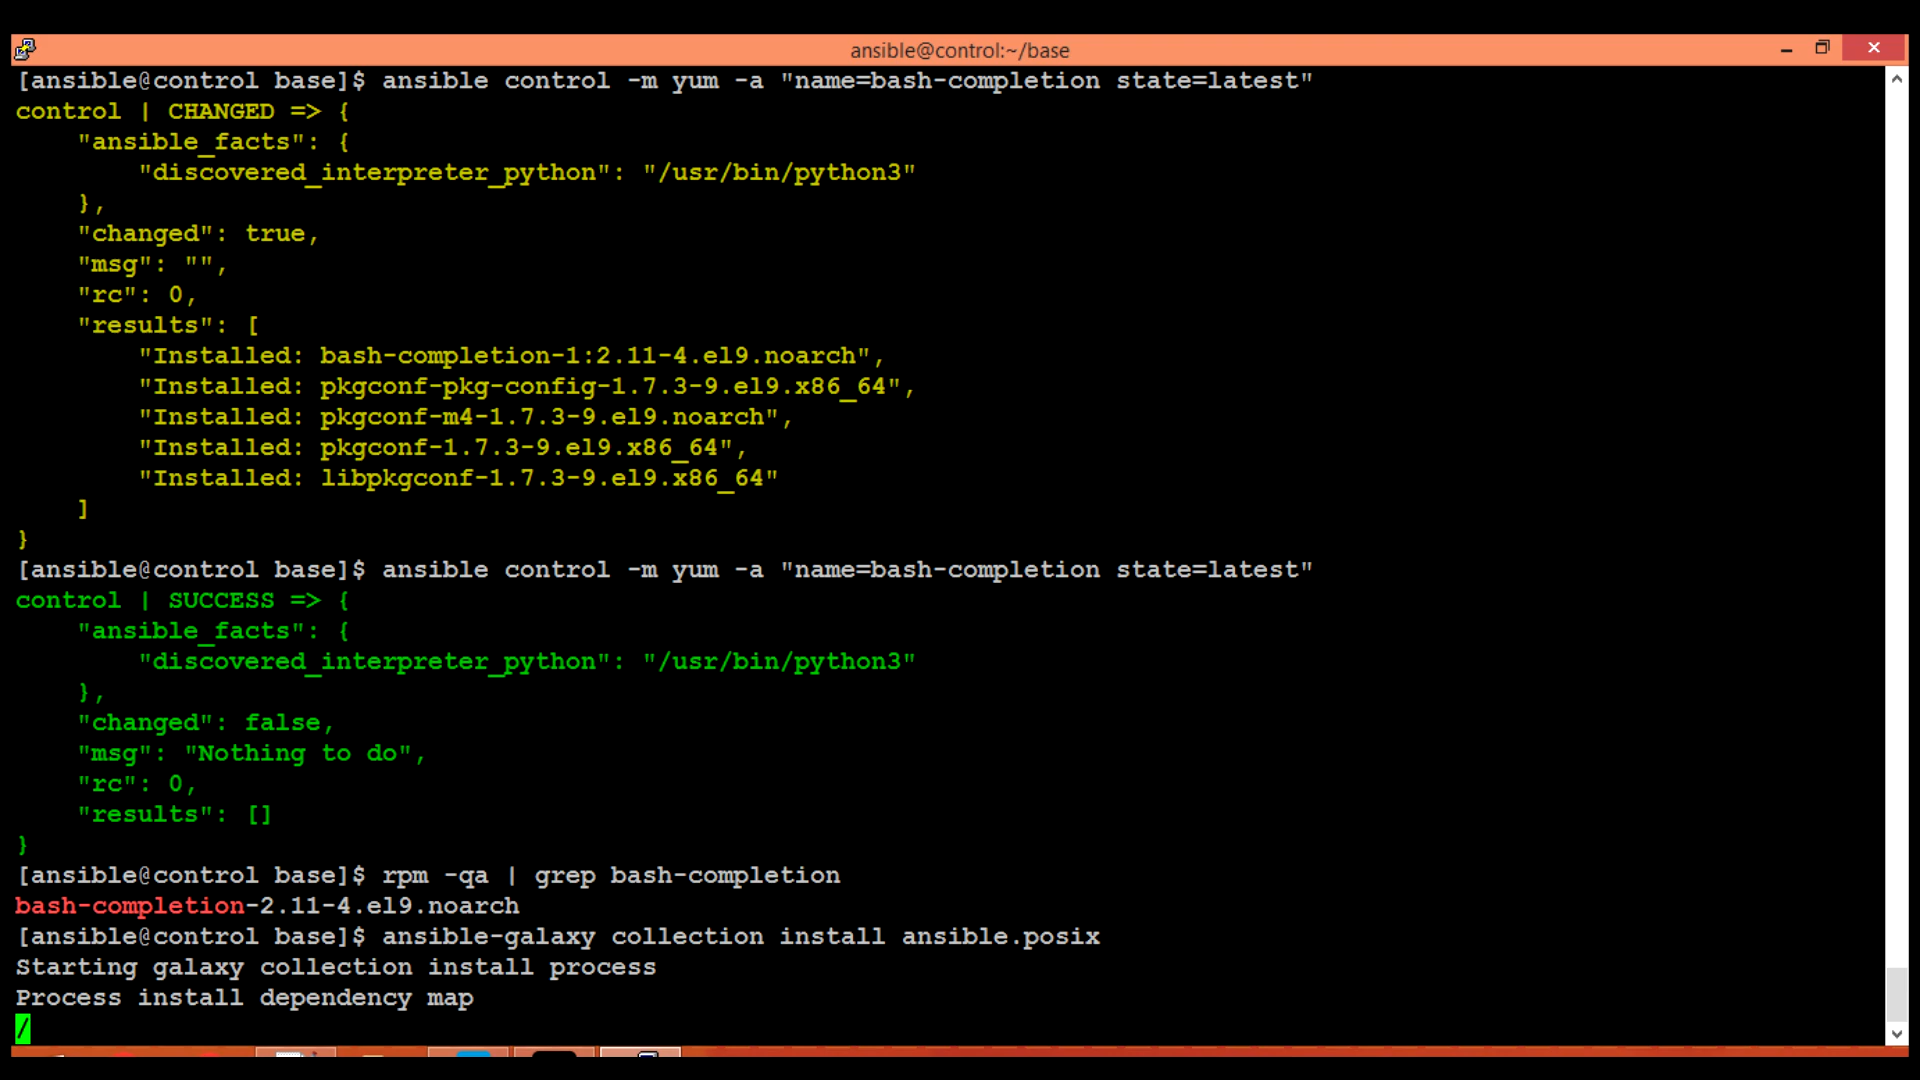 ansible@control:~/base
[ansible@control base]$ ansible control -m yum -a "name=bash-completion state=latest"
control | CHANGED => {
    "ansible_facts": {
        "discovered_interpreter_python": "/usr/bin/python3"
    },
    "changed": true,
    "msg": "",
    "rc": 0,
    "results": [
        "Installed: bash-completion-1:2.11-4.el9.noarch",
        "Installed: pkgconf-pkg-config-1.7.3-9.el9.x86_64",
        "Installed: pkgconf-m4-1.7.3-9.el9.noarch",
        "Installed: pkgconf-1.7.3-9.el9.x86_64",
        "Installed: libpkgconf-1.7.3-9.el9.x86_64"
    ]
}
[ansible@control base]$ ansible control -m yum -a "name=bash-completion state=latest"
control | SUCCESS => {
    "ansible_facts": {
        "discovered_interpreter_python": "/usr/bin/python3"
    },
    "changed": false,
    "msg": "Nothing to do",
    "rc": 0,
    "results": []
}
[ansible@control base]$ rpm -qa | grep bash-completion
bash-completion-2.11-4.el9.noarch
[ansible@control base]$ ansible-galaxy collection install ansible.posix
Starting galaxy collection install process
Process install dependency map
/